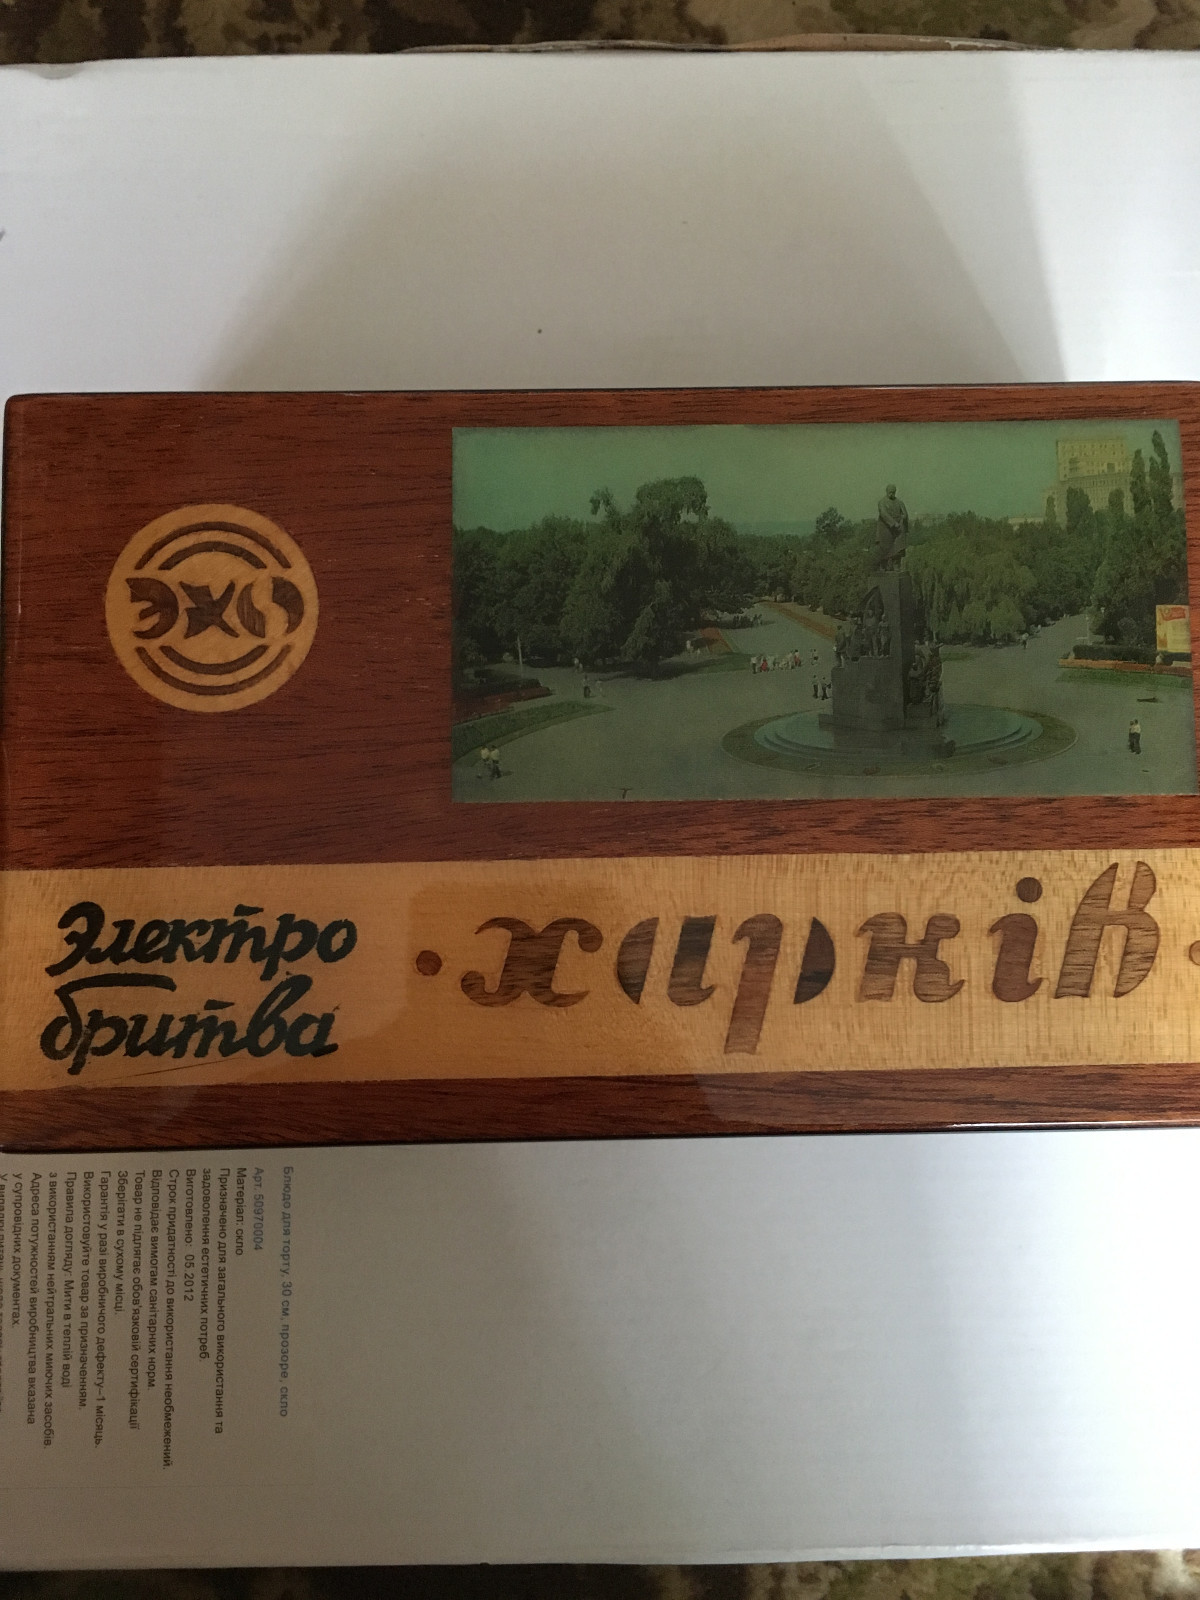 ЭХО
Электро
бритва
· харків ·
Блюдо для торту, 30 см, прозоре, скло
Арт. 50970004
Матеріал: скло
Призначено для загального використання та
задоволення естетичних потреб.
Виготовлено: 05.2012
Строк придатності до використання необмежений.
Відповідає вимогам санітарних норм.
Товар не підлягає обов'язковій сертифікації
Зберігати в сухому місці.
Гарантія у разі виробничого дефекту–1 місяць.
Використовуйте товар за призначенням.
Правила догляду: Мити в теплій воді
з використанням нейтральних миючих засобів.
Адреса потужностей виробництва вказана
у супровідних документах.